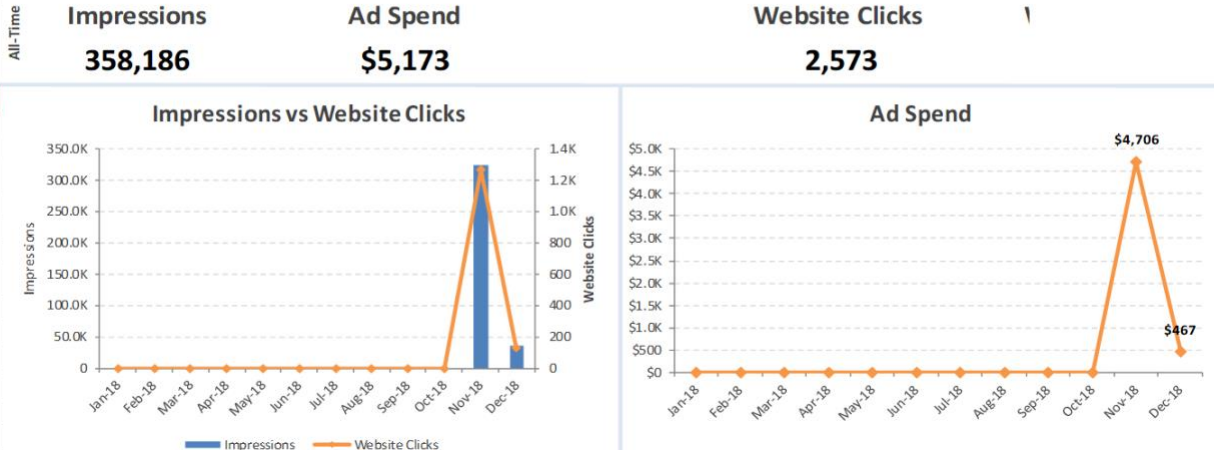 All-Time
Impressions
Ad Spend
Website Clicks
358,186
$5,173
2,573
Impressions vs Website Clicks
350.0K
300.0K
250.0K
200.0K
150.0K
100.0K
50.0K
0
Impressions
1.4K
1.2K
1.0K
800
600
400
200
0
Website Clicks
Jan-18
Feb-18
Mar-18
Apr-18
May-18
Jun-18
Jul-18
Aug-18
Sep-18
Oct-18
Nov-18
Dec-18
Impressions
Website Clicks
Ad Spend
$5.0K
$4.5K
$4.0K
$3.5K
$3.0K
$2.5K
$2.0K
$1.5K
$1.0K
$500
$0
$4,706
$467
Jan-18
Feb-18
Mar-18
Apr-18
May-18
Jun-18
Jul-18
Aug-18
Sep-18
Oct-18
Nov-18
Dec-18